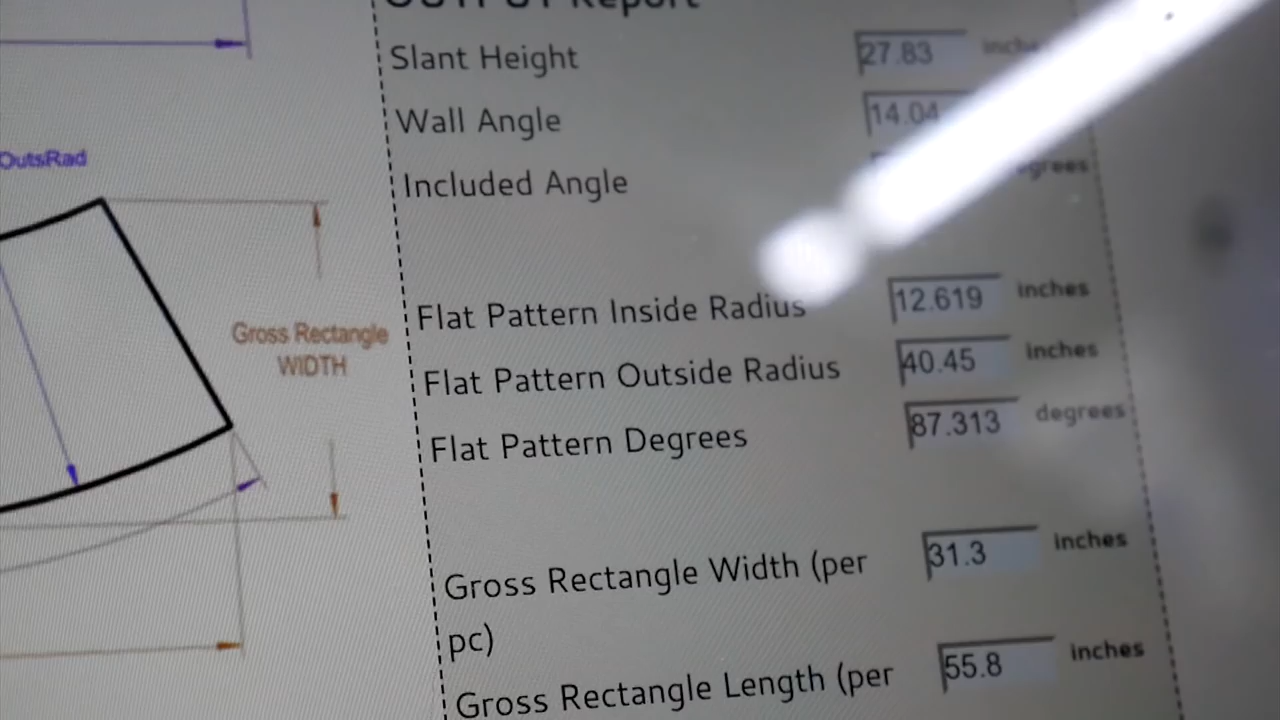 OUTPUT Report
Slant Height 27.83 inches
Wall Angle 14.04
Included Angle degrees
OutsRad
Gross Rectangle
WIDTH
Flat Pattern Inside Radius 12.619 inches
Flat Pattern Outside Radius 40.45 inches
Flat Pattern Degrees 87.313 degrees
Gross Rectangle Width (per
pc) 31.3 inches
Gross Rectangle Length (per 55.8 inches